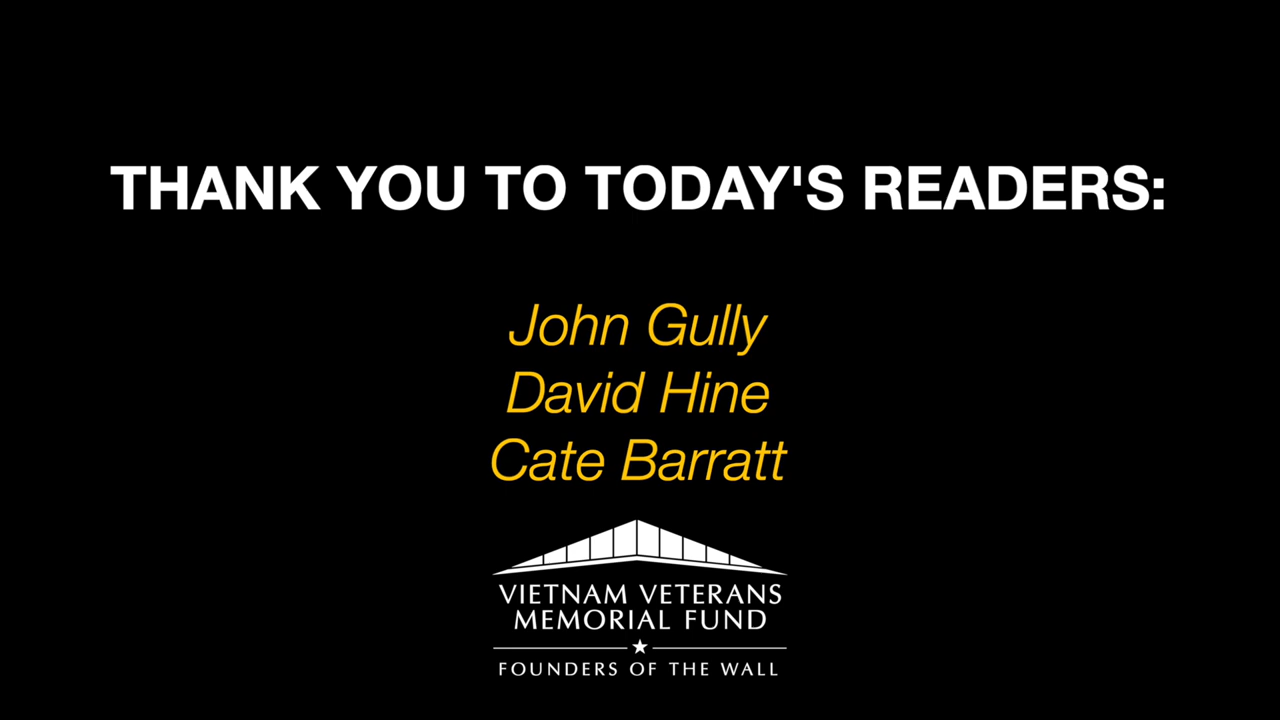 THANK YOU TO TODAY'S READERS:
John Gully
David Hine
Cate Barratt
VIETNAM VETERANS
MEMORIAL FUND
FOUNDERS OF THE WALL